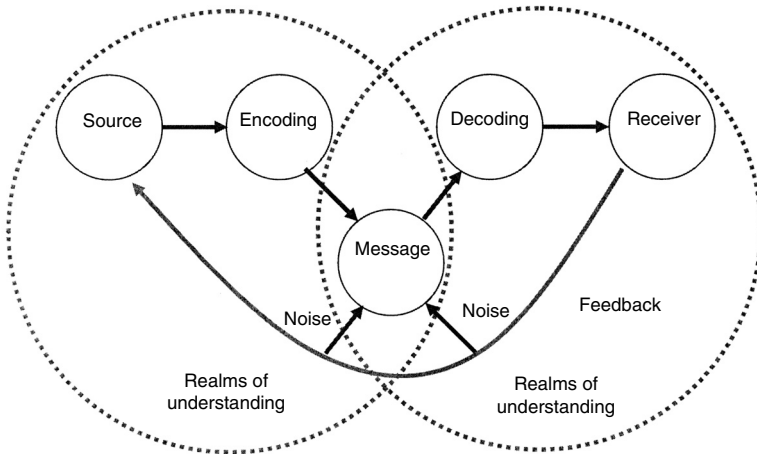 Source
Encoding
Decoding
Receiver
Message
Noise
Noise
Feedback
Realms of
understanding
Realms of
understanding